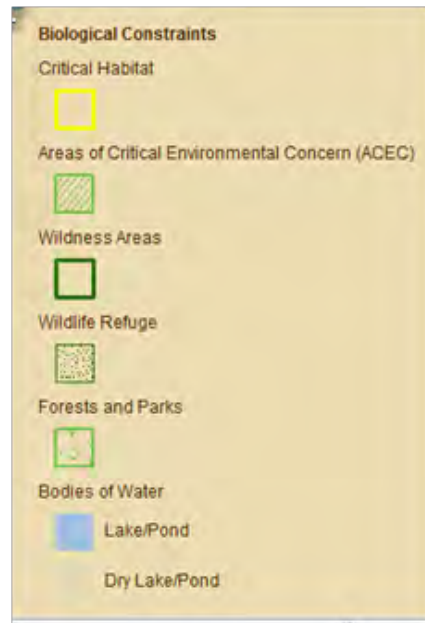 Biological Constraints
Critical Habitat
Areas of Critical Environmental Concern (ACEC)
Wildness Areas
Wildlife Refuge
Forests and Parks
Bodies of Water
Lake/Pond
Dry Lake/Pond